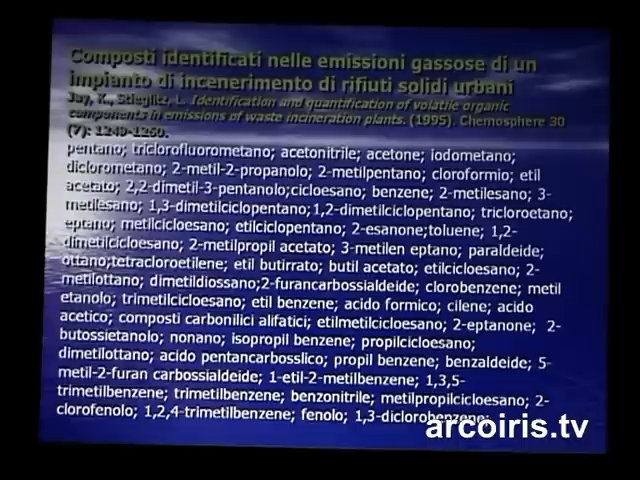 Composti identificati nelle emissioni gassose di un
impianto di incenerimento di rifiuti solidi urbani
Jay, K., Stieglitz, L. Identification and quantification of volatile organic
components in emissions of waste incineration plants. (1995). Chemosphere 30
(7): 1249-1260.
pentano; triclorofluorometano; acetonitrile; acetone; iodometano;
diclorometano; 2-metil-2-propanolo; 2-metilpentano; cloroformio; etil
acetato; 2,2-dimetil-3-pentanolo;cicloesano; benzene; 2-metilesano; 3-
metilesano; 1,3-dimetilciclopentano;1,2-dimetilciclopentano; tricloroetano;
eptano; metilcicloesano; etilciclopentano; 2-esanone;toluene; 1,2-
dimetilcicloesano; 2-metilpropil acetato; 3-metilen eptano; paraldeide;
ottano;tetracloroetilene; etil butirrato; butil acetato; etilcicloesano; 2-
metilottano; dimetildiossano;2-furancarbossialdeide; clorobenzene; metil
etanolo; trimetilcicloesano; etil benzene; acido formico; cilene; acido
acetico; composti carbonilici alifatici; etilmetilcicloesano; 2-eptanone; 2-
butossietanolo; nonano; isopropil benzene; propilcicloesano;
dimetilottano; acido pentancarbosslico; propil benzene; benzaldeide; 5-
metil-2-furan carbossialdeide; 1-etil-2-metilbenzene; 1,3,5-
trimetilbenzene; trimetilbenzene; benzonitrile; metilpropilcicloesano; 2-
clorofenolo; 1,2,4-trimetilbenzene; fenolo; 1,3-diclorobenzene;
arcoiris.tv